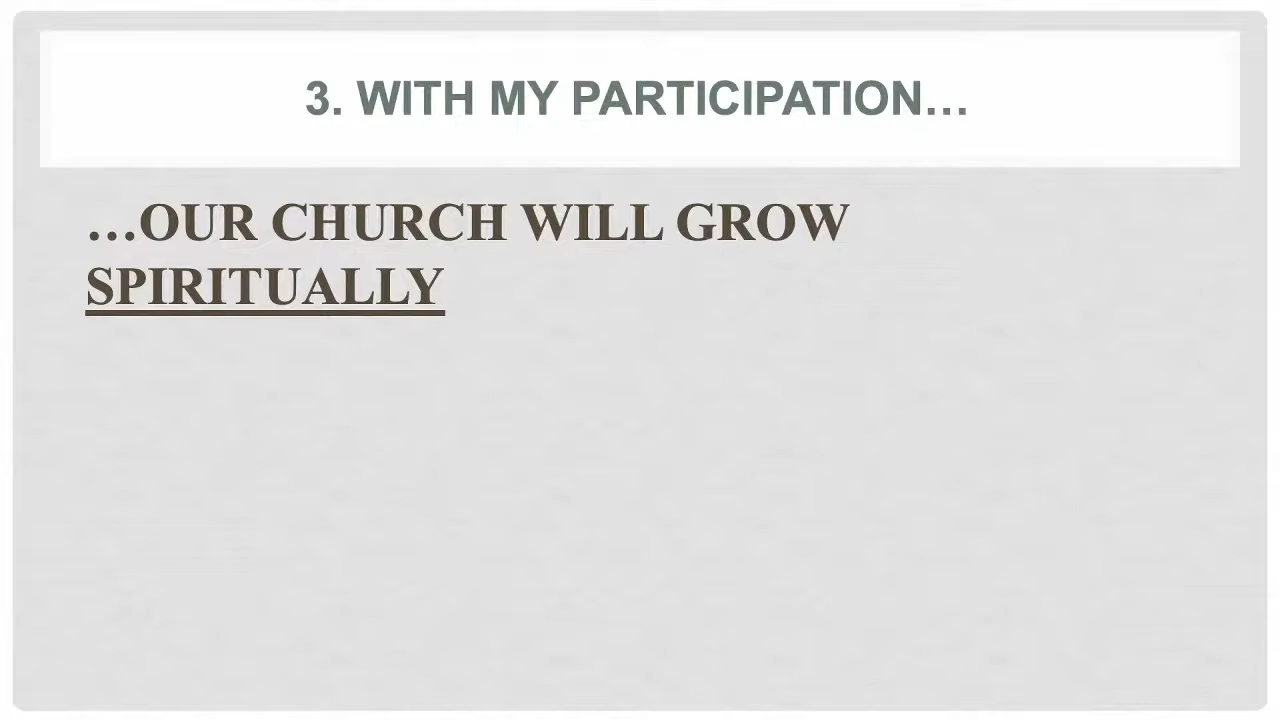 3. WITH MY PARTICIPATION…
…OUR CHURCH WILL GROW
SPIRITUALLY